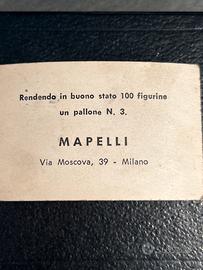 Rendendo in buono stato 100 figurine
un pallone N. 3.
MAPELLI
Via Moscova, 39 - Milano